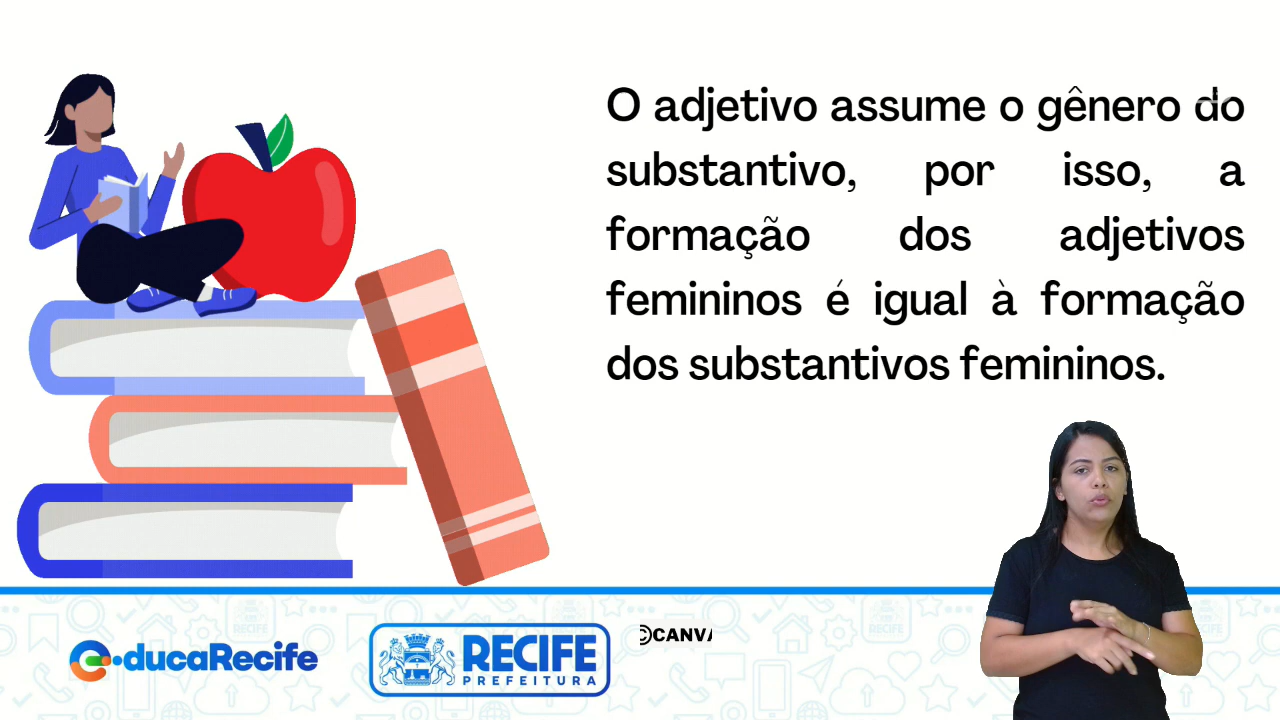 O adjetivo assume o gênero do
substantivo, por isso, a
formação dos adjetivos
femininos é igual à formação
dos substantivos femininos.
educaRecife
RECIFE
PREFEITURA
©CANVA